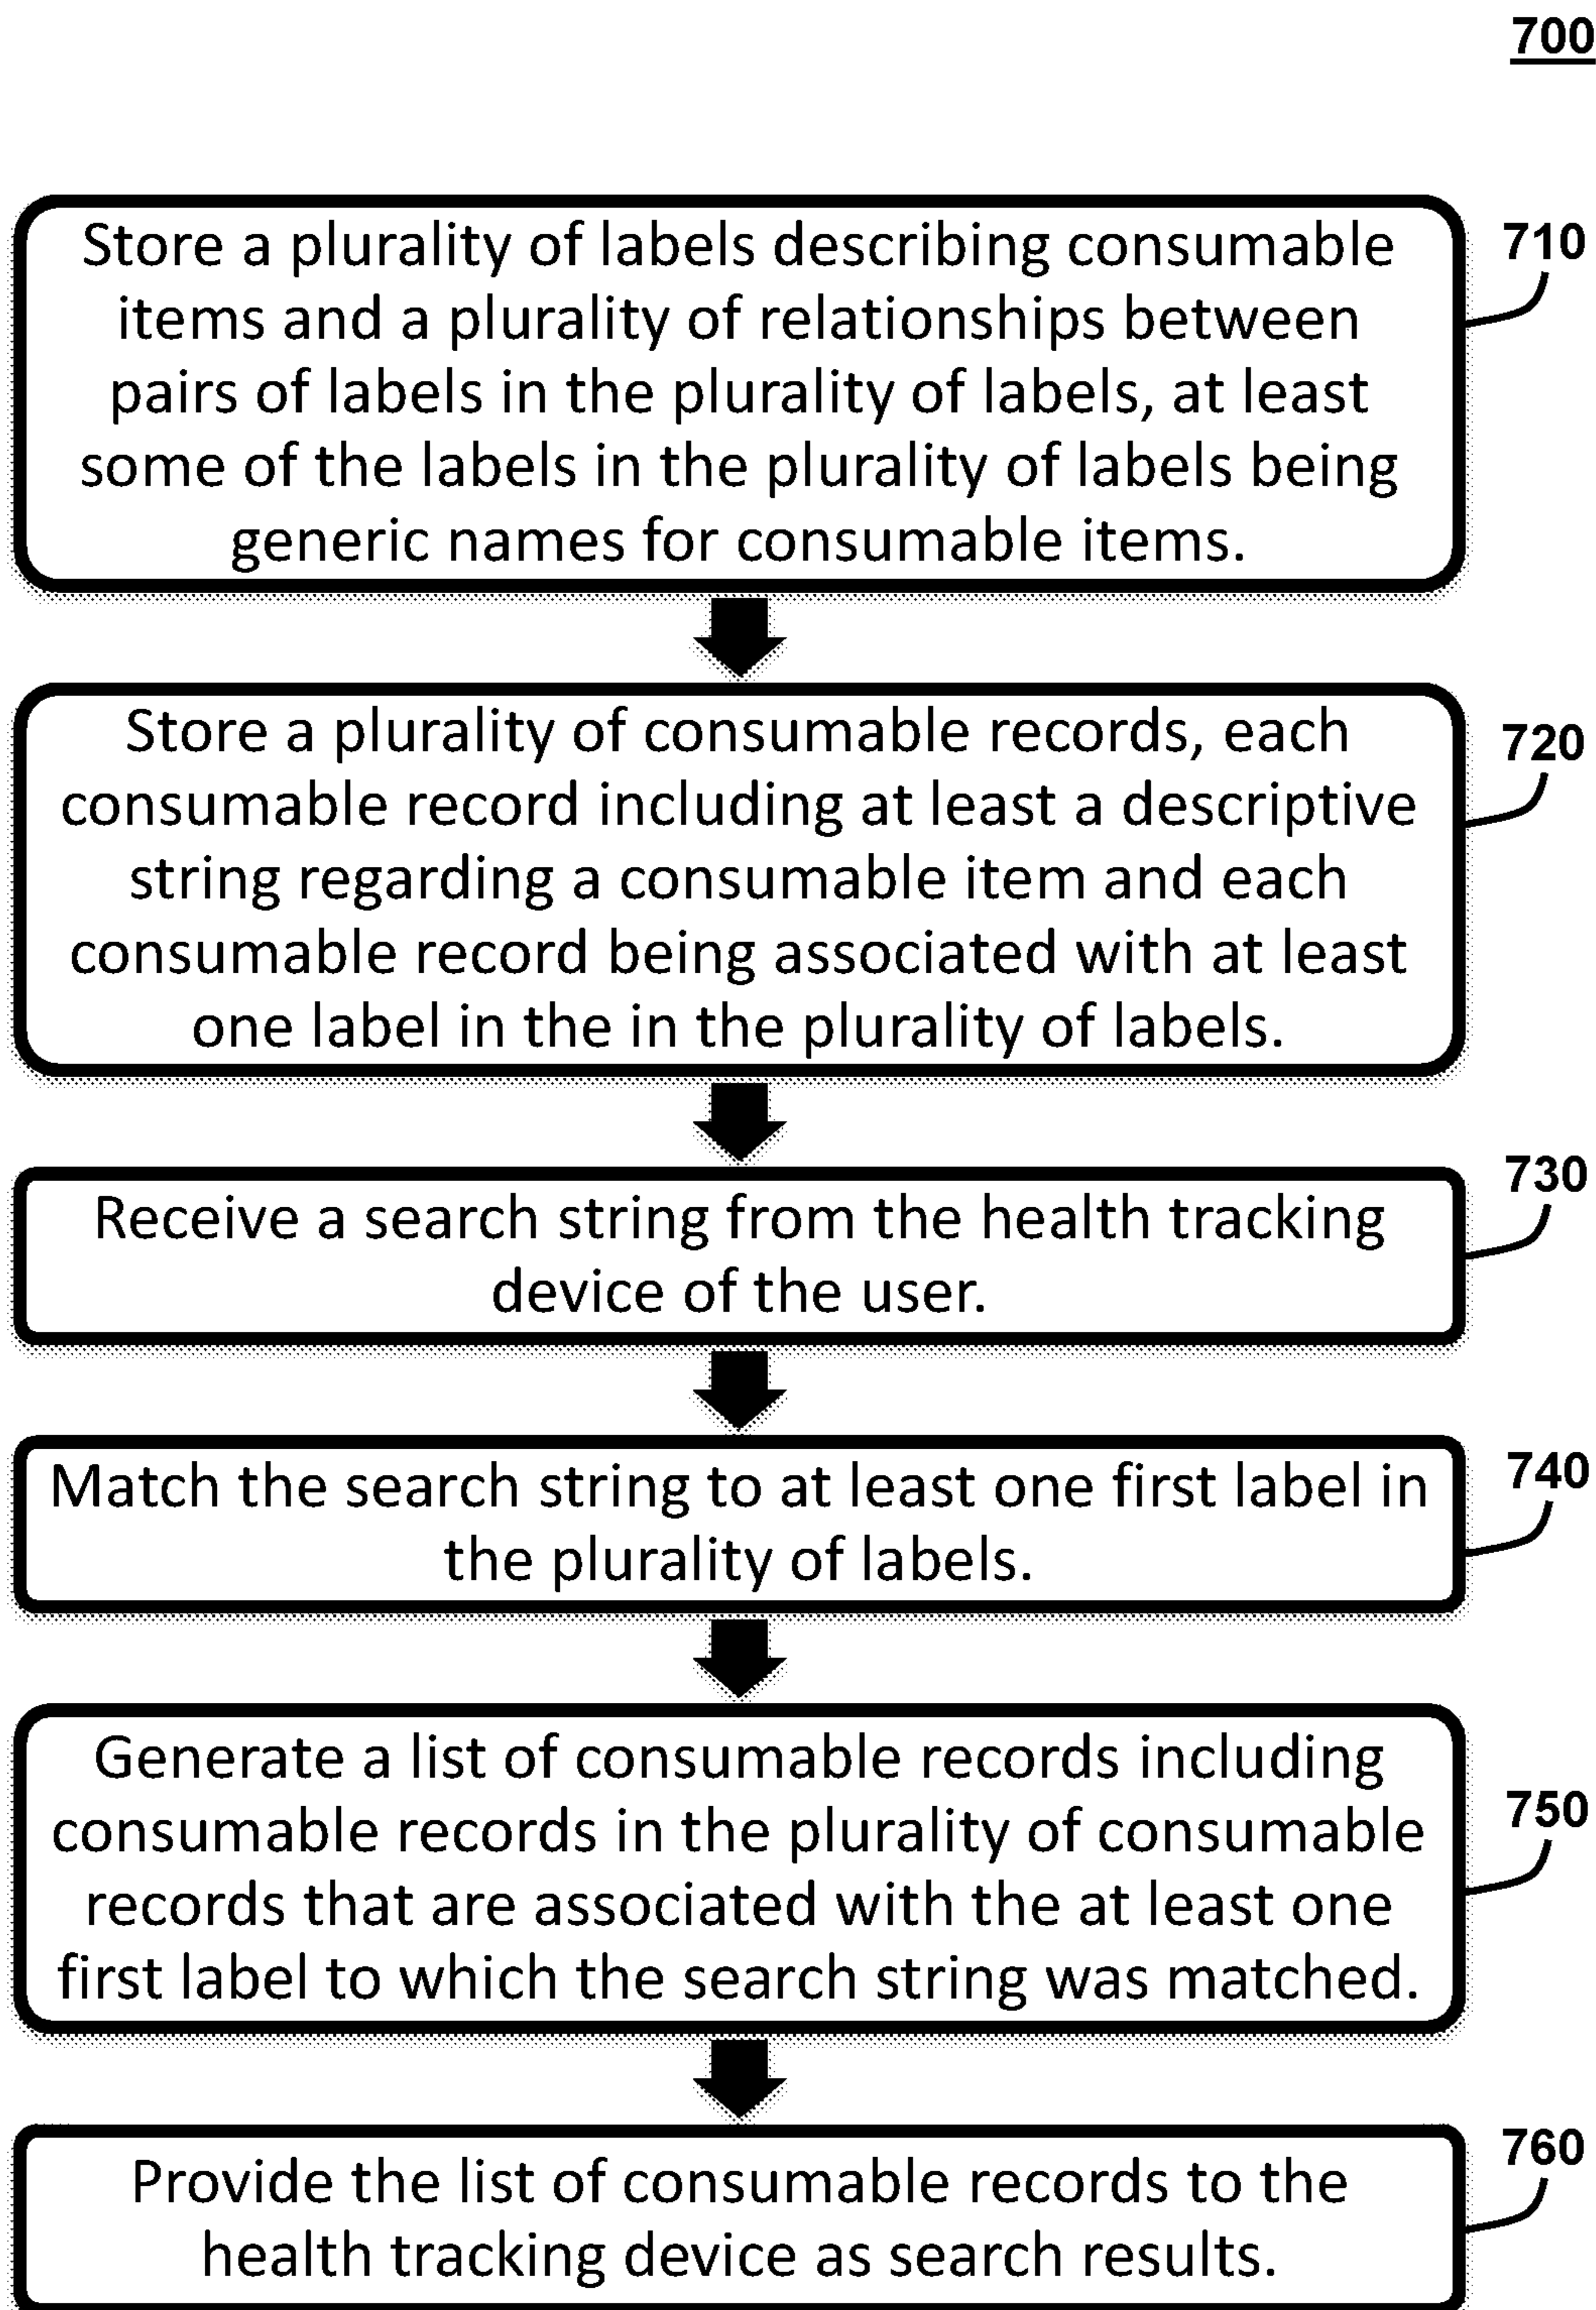 700
Store a plurality of labels describing consumable
710
items and a plurality of relationships between
pairs of labels in the plurality of labels, at least
some of the labels in the plurality of labels being
generic names for consumable items.
Store a plurality of consumable records, each
720
consumable record including at least a descriptive
string regarding a consumable item and each
consumable record being associated with at least
one label in the in the plurality of labels.
730
Receive a search string from the health tracking
device of the user.
740
Match the search string to at least one first label in
the plurality of labels.
Generate a list of consumable records including
750
consumable records in the plurality of consumable
records that are associated with the at least one
first label to which the search string was matched.
760
Provide the list of consumable records to the
health tracking device as search results.